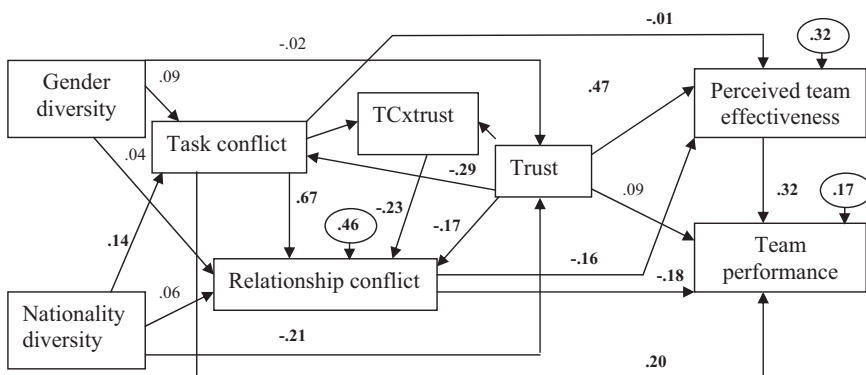 -.01
-.02
.32
Gender
diversity
.09
.47
Perceived team
effectiveness
TCxtrust
Task conflict
Trust
.04
-.29
.67
-.23
.09
.32
.17
-.17
.46
.14
Team
performance
-.16
Relationship conflict
-.18
.06
Nationality
diversity
-.21
.20